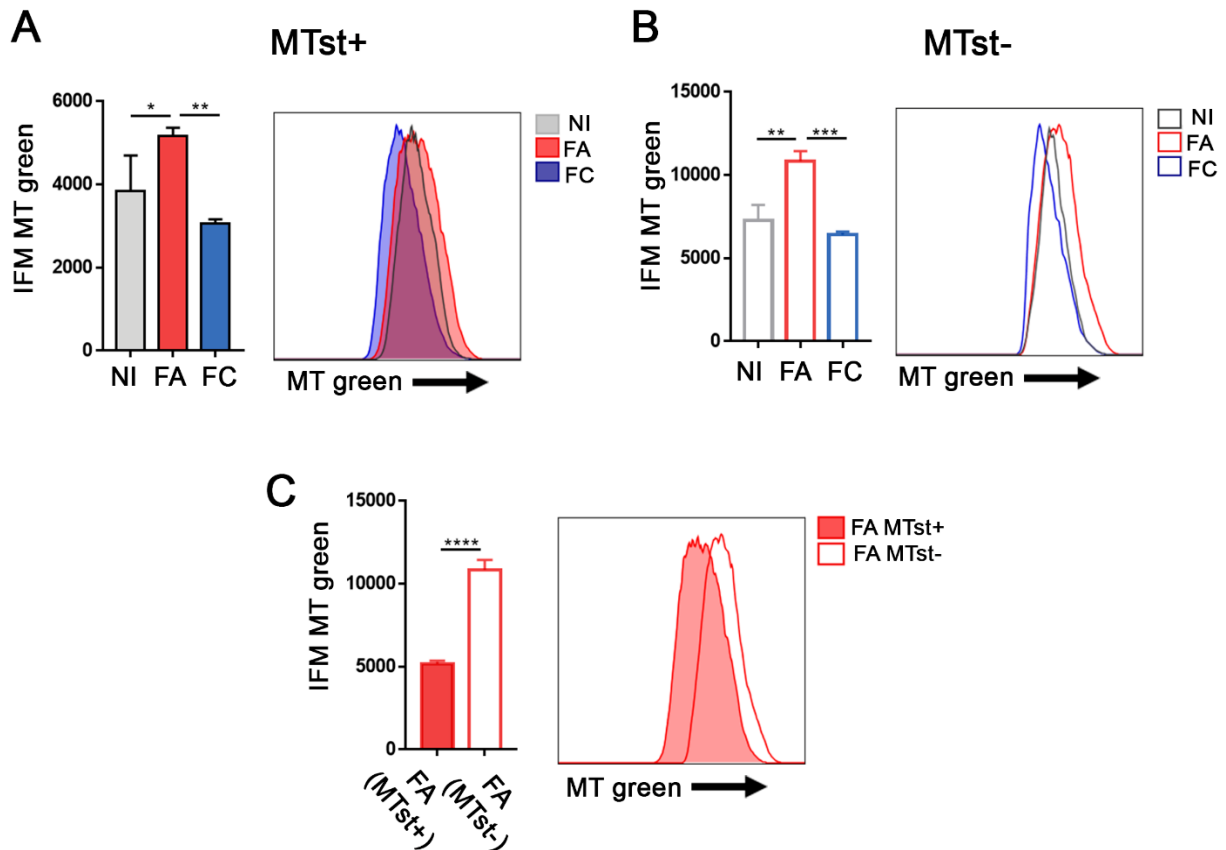 A
MTst+
IFM MT green
6000
4000
2000
0
* **
NI FA FC
MT green
NI
FA
FC
B
MTst-
IFM MT green
15000
10000
5000
0
** ***
NI FA FC
MT green
NI
FA
FC
C
IFM MT green
15000
10000
5000
0
****
FA
(MTst+)
FA
(MTst-)
MT green
FA MTst+
FA MTst-